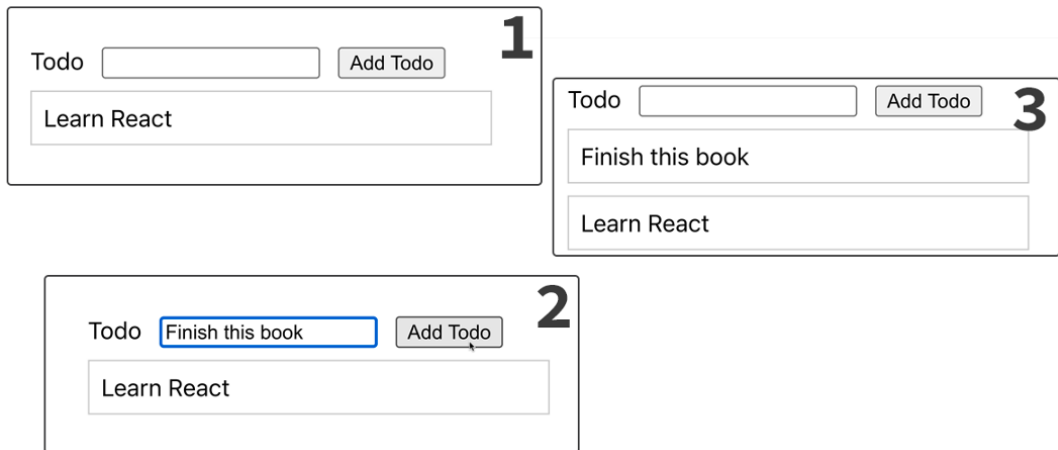 1
Todo Add Todo
Learn React
2
Todo Finish this book Add Todo
Learn React
3
Todo Add Todo
Finish this book
Learn React